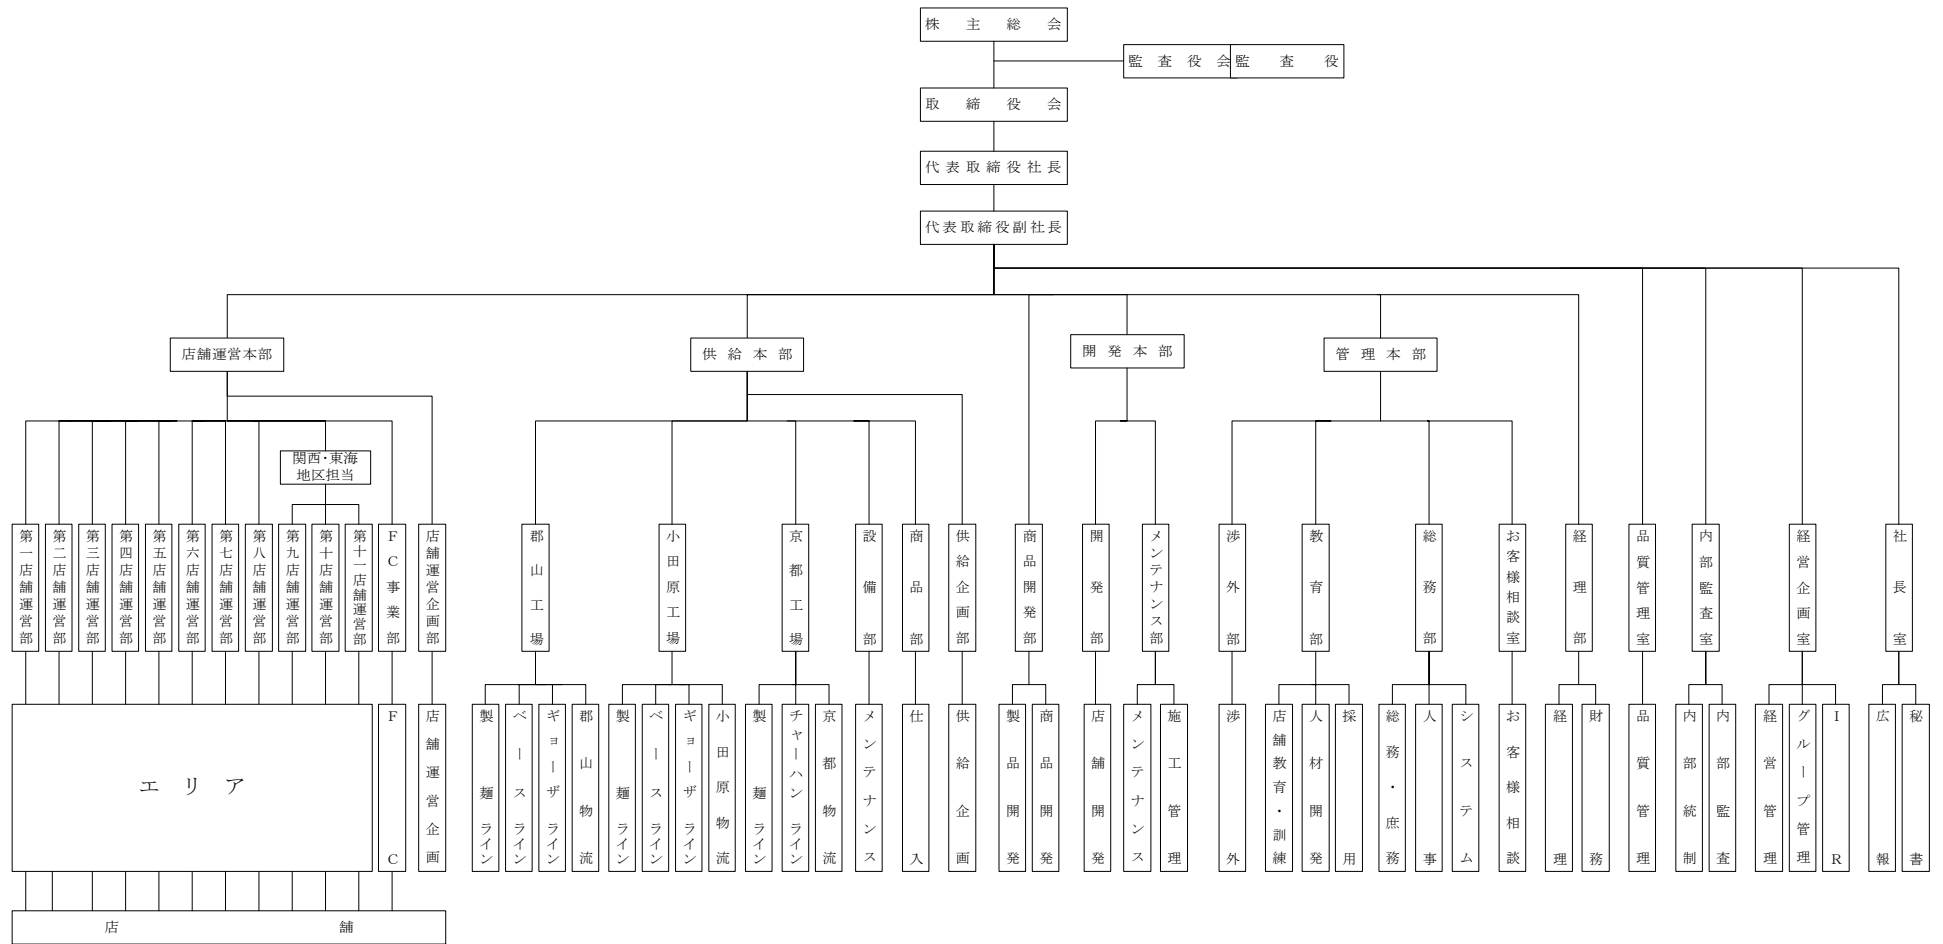 株主総会
監査役会
監査役
取締役会
代表取締役社長
代表取締役副社長
店舗運営本部
供給本部
開発本部
管理本部
関西・東海
地区担当
第一店舗運営部
第二店舗運営部
第三店舗運営部
第四店舗運営部
第五店舗運営部
第六店舗運営部
第七店舗運営部
第八店舗運営部
第九店舗運営部
第十店舗運営部
第十一店舗運営部
FC事業部
店舗運営企画部
郡山工場
小田原工場
京都工場
設備部
商品部
供給企画部
商品開発部
開発部
メンテナンス部
渉外部
教育部
総務部
お客様相談室
経理部
品質管理室
内部監査室
経営企画室
社長室
エリア
FC
店舗運営企画
製麺ライン
ベースライン
ギョーザライン
郡山物流
製麺ライン
ベースライン
ギョーザライン
小田原物流
製麺ライン
チャーハンライン
京都物流
メンテナンス
仕入
供給企画
製品開発
商品開発
店舗開発
メンテナンス
施工管理
渉外
店舗教育・訓練
人材開発
採用
総務・庶務
人事
システム
お客様相談
経理
財務
品質管理
内部統制
内部監査
経営管理
グループ管理
IR
広報
秘書
店舗